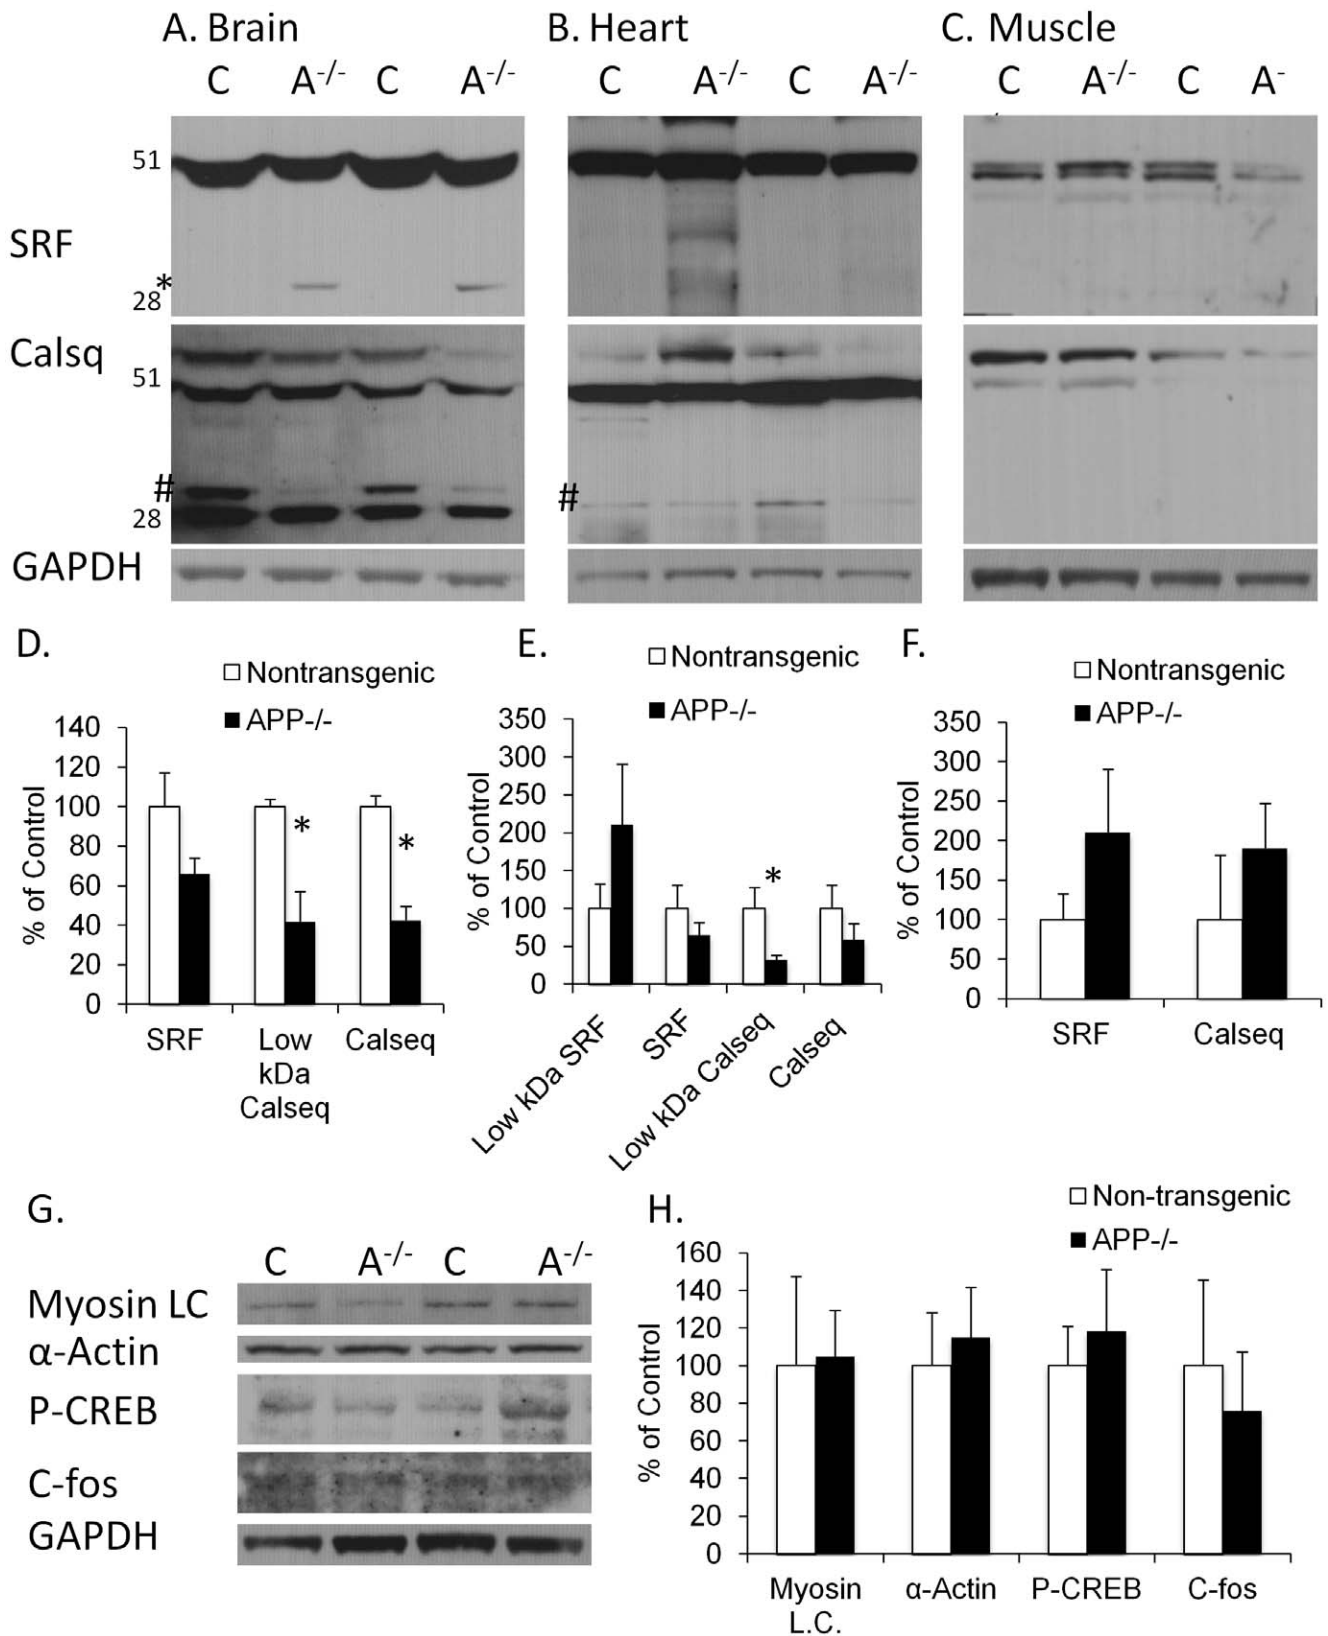 A. Brain
B. Heart
C. Muscle
C A-/- C A-/-
C A-/- C A-/-
C A-/- C A-
51
SRF
*
28
Calsq
51
#
28
#
GAPDH
D.
Nontransgenic
APP-/-
140
120
100
80
60
40
20
0
% of Control
* *
SRF
Low
kDa
Calseq
Calseq
E.
Nontransgenic
APP-/-
350
300
250
200
150
100
50
0
% of Control
*
Low kDa SRF
SRF
Low kDa Calseq
Calseq
F.
Nontransgenic
APP-/-
350
300
250
200
150
100
50
0
% of Control
SRF
Calseq
G.
C A-/- C A-/-
Myosin LC
α-Actin
P-CREB
C-fos
GAPDH
H.
Non-transgenic
APP-/-
160
140
120
100
80
60
40
20
0
% of Control
Myosin
L.C.
α-Actin
P-CREB
C-fos